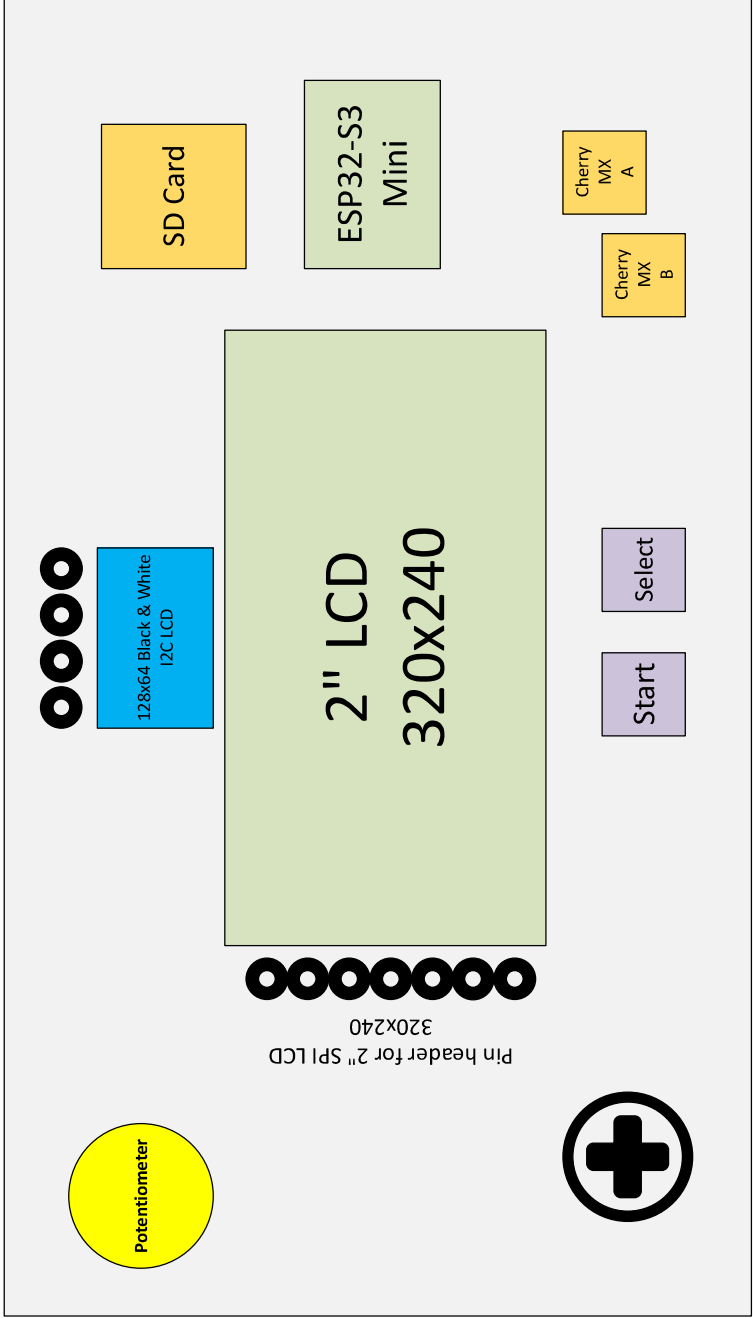 SD Card
ESP32-S3
Mini
Cherry
MX
A
Cherry
MX
B
128x64 Black & White
I2C LCD
2" LCD
320x240
Select
Start
Pin header for 2" SPI LCD
320x240
Potentiometer